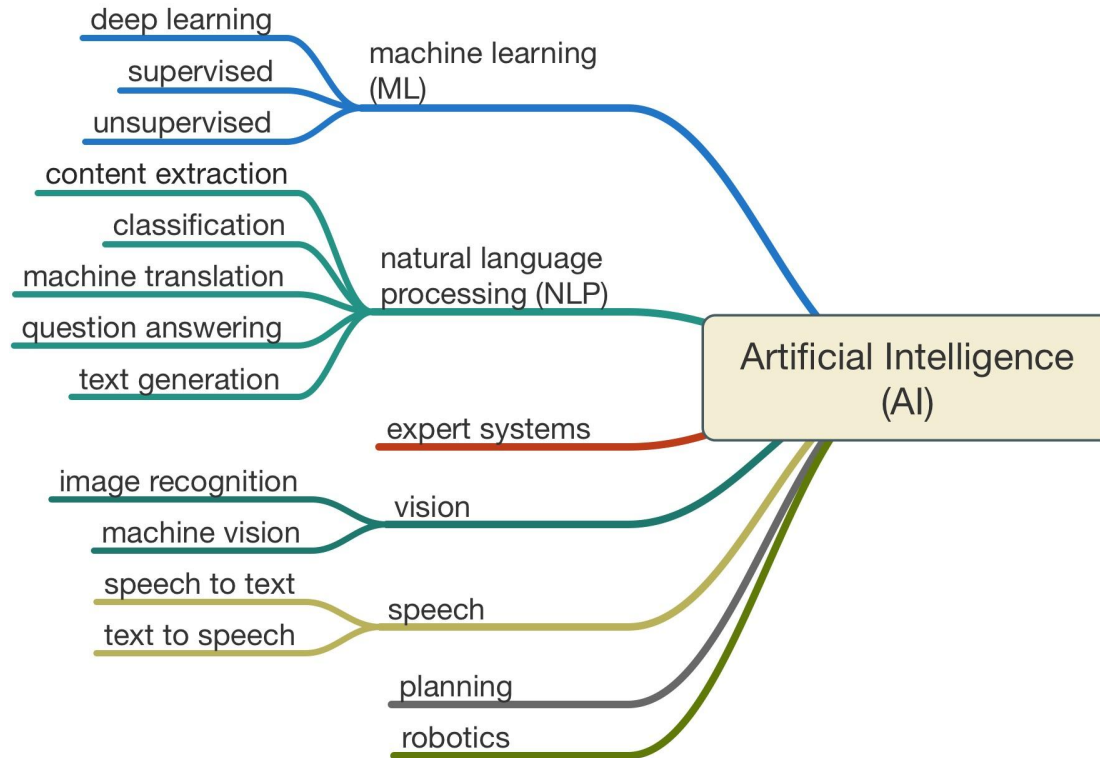 deep learning
supervised
unsupervised
machine learning
(ML)
content extraction
classification
machine translation
question answering
text generation
natural language
processing (NLP)
Artificial Intelligence
(AI)
expert systems
image recognition
machine vision
vision
speech to text
text to speech
speech
planning
robotics